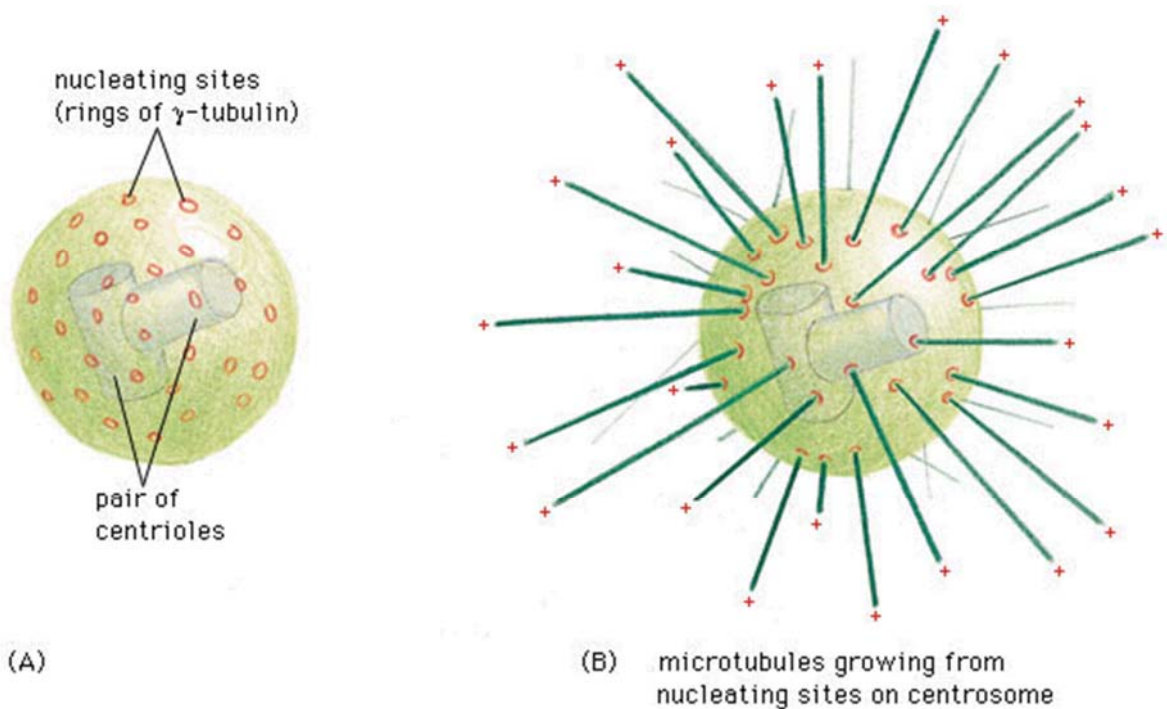 nucleating sites
(rings of γ-tubulin)
pair of
centrioles
(A)
+ + + + + + + + + + + + + + + + + + + + + + + + + + +
(B) microtubules growing from
nucleating sites on centrosome